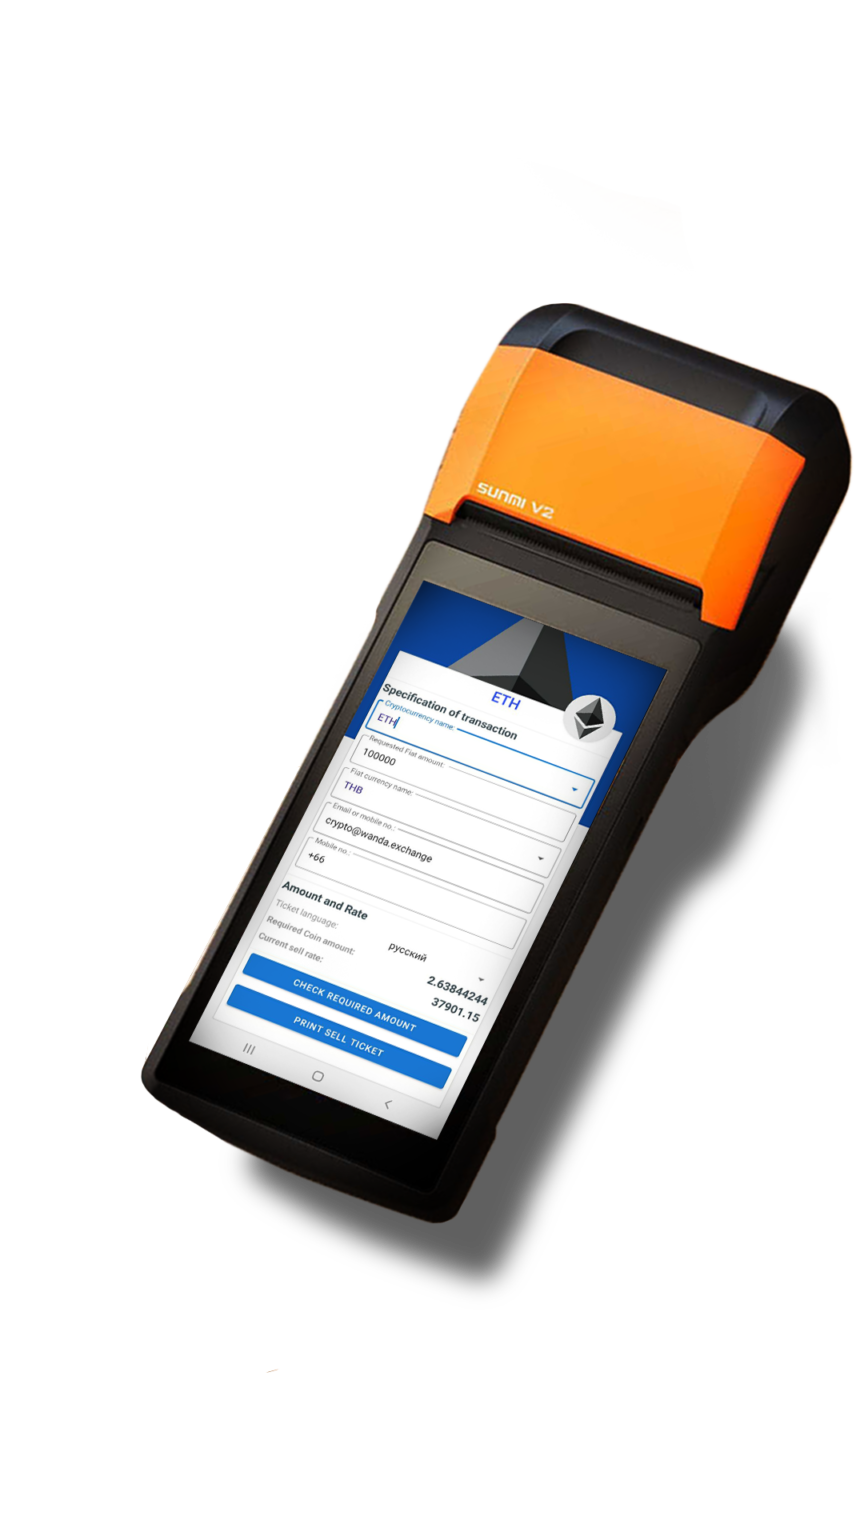 SUNMI V2
ETH
Specification of transaction
Cryptocurrency name:
ETH
Requested Fiat amount:
100000
Fiat currency name:
THB
Email or mobile no.:
crypto@wanda.exchange
Mobile no.:
+66
Amount and Rate
Ticket language:
русский
Required Coin amount:
2.63844244
Current sell rate:
37901.15
CHECK REQUIRED AMOUNT
PRINT SELL TICKET